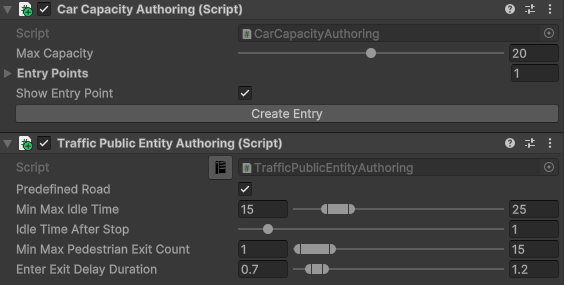 Car Capacity Authoring (Script)
Script CarCapacityAuthoring
Max Capacity 20
Entry Points 1
Show Entry Point
Create Entry
Traffic Public Entity Authoring (Script)
Script TrafficPublicEntityAuthoring
Predefined Road
Min Max Idle Time 15 25
Idle Time After Stop 1
Min Max Pedestrian Exit Count 1 15
Enter Exit Delay Duration 0.7 1.2